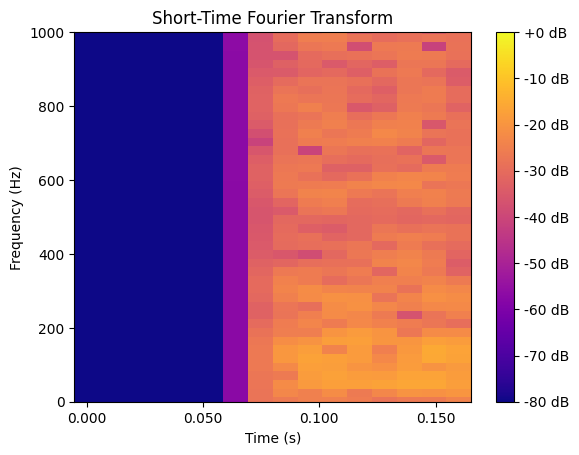 Short-Time Fourier Transform
1000
800
600
400
200
0
Frequency (Hz)
0.000
0.050
0.100
0.150
Time (s)
+0 dB
-10 dB
-20 dB
-30 dB
-40 dB
-50 dB
-60 dB
-70 dB
-80 dB